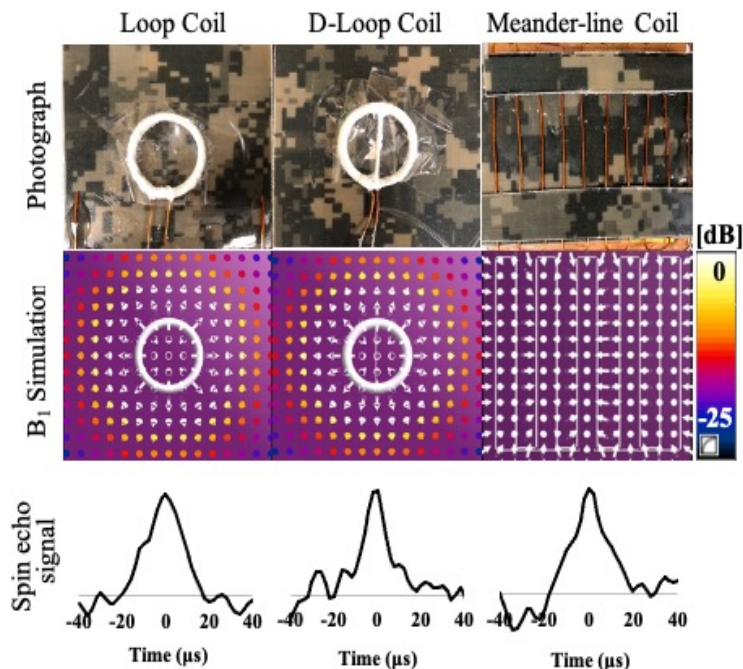 Loop Coil
D-Loop Coil
Meander-line Coil
Photograph
[dB]
B₁ Simulation
0
-25
Spin echo
signal
-40 -20 0 20 40
-40 -20 0 20 40
-40 -20 0 20 40
Time (µs)
Time (µs)
Time (µs)